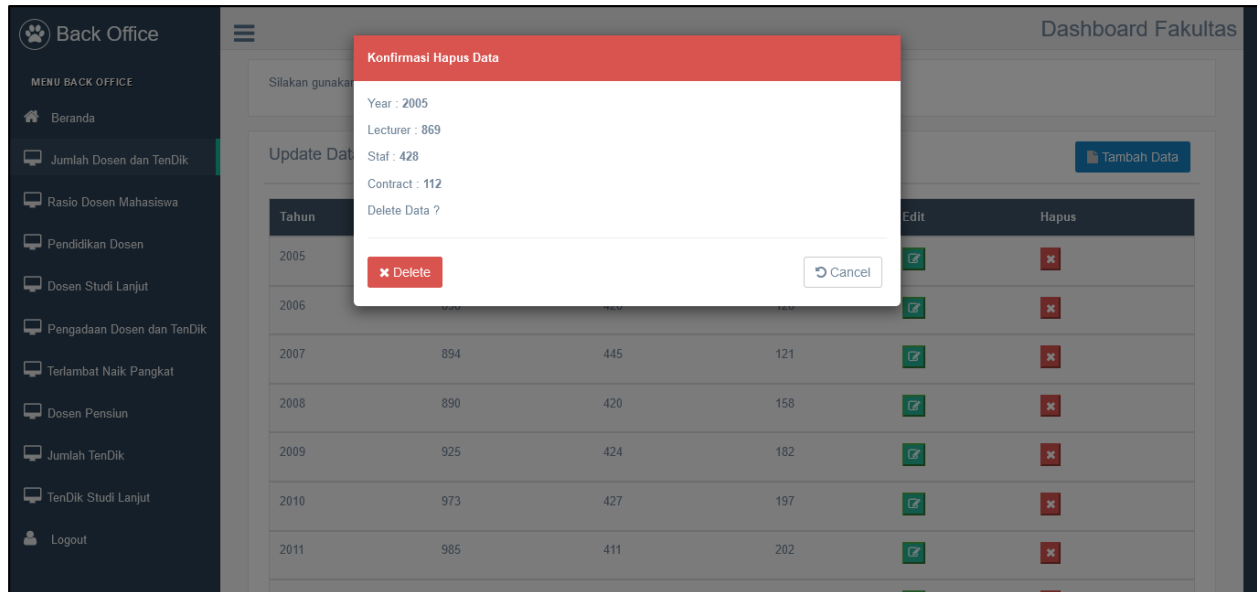 Back Office
Dashboard Fakultas
MENU BACK OFFICE
Beranda
Jumlah Dosen dan TenDik
Rasio Dosen Mahasiswa
Pendidikan Dosen
Dosen Studi Lanjut
Pengadaan Dosen dan TenDik
Terlambat Naik Pangkat
Dosen Pensiun
Jumlah TenDik
TenDik Studi Lanjut
Logout
Konfirmasi Hapus Data
Year : 2005
Lecturer : 869
Staf : 428
Contract : 112
Delete Data ?
Delete
Cancel
Silakan
Update
Tambah Data
Tahun Edit Hapus
2005
2006
2007 894 445 121
2008 890 420 158
2009 925 424 182
2010 973 427 197
2011 985 411 202